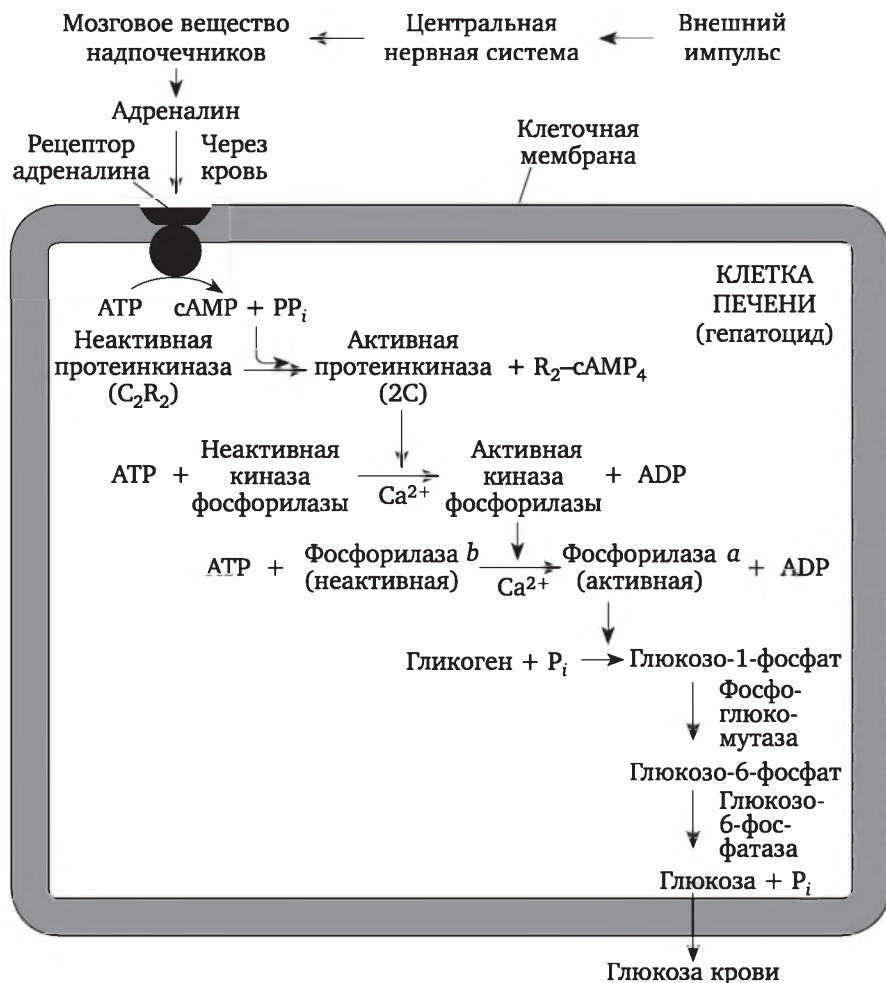 Мозговое вещество
надпочечников
Центральная
нервная система
Внешний
импульс
Адреналин
Рецептор
адреналина
Через
кровь
Клеточная
мембрана
КЛЕТКА
ПЕЧЕНИ
(гепатоцид)
ATP cAMP + PPi
Неактивная
протеинкиназа
(C2R2)
Активная
протеинкиназа
(2C)
+ R2–cAMP4
ATP +
Неактивная
киназа
фосфорилазы
Ca2+
Активная
киназа
фосфорилазы
+ ADP
ATP +
Фосфорилаза b
(неактивная)
Ca2+
Фосфорилаза a
(активная)
+ ADP
Гликоген + Pi
Глюкозо-1-фосфат
Фосфо-
глюко-
мутаза
Глюкозо-6-фосфат
Глюкозо-
6-фос-
фатаза
Глюкоза + Pi
Глюкоза крови